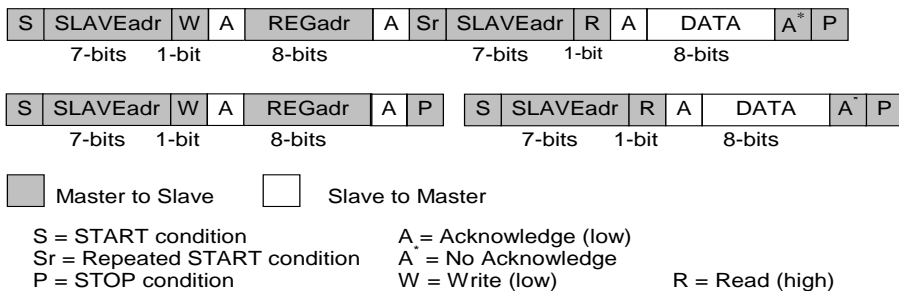 S SLAVEadr W A REGadr A Sr SLAVEadr R A DATA A* P
7-bits 1-bit 8-bits 7-bits 1-bit 8-bits
S SLAVEadr W A REGadr A P S SLAVEadr R A DATA A- P
7-bits 1-bit 8-bits 7-bits 1-bit 8-bits
Master to Slave Slave to Master
S = START condition A = Acknowledge (low)
Sr = Repeated START condition A* = No Acknowledge
P = STOP condition W = Write (low) R = Read (high)